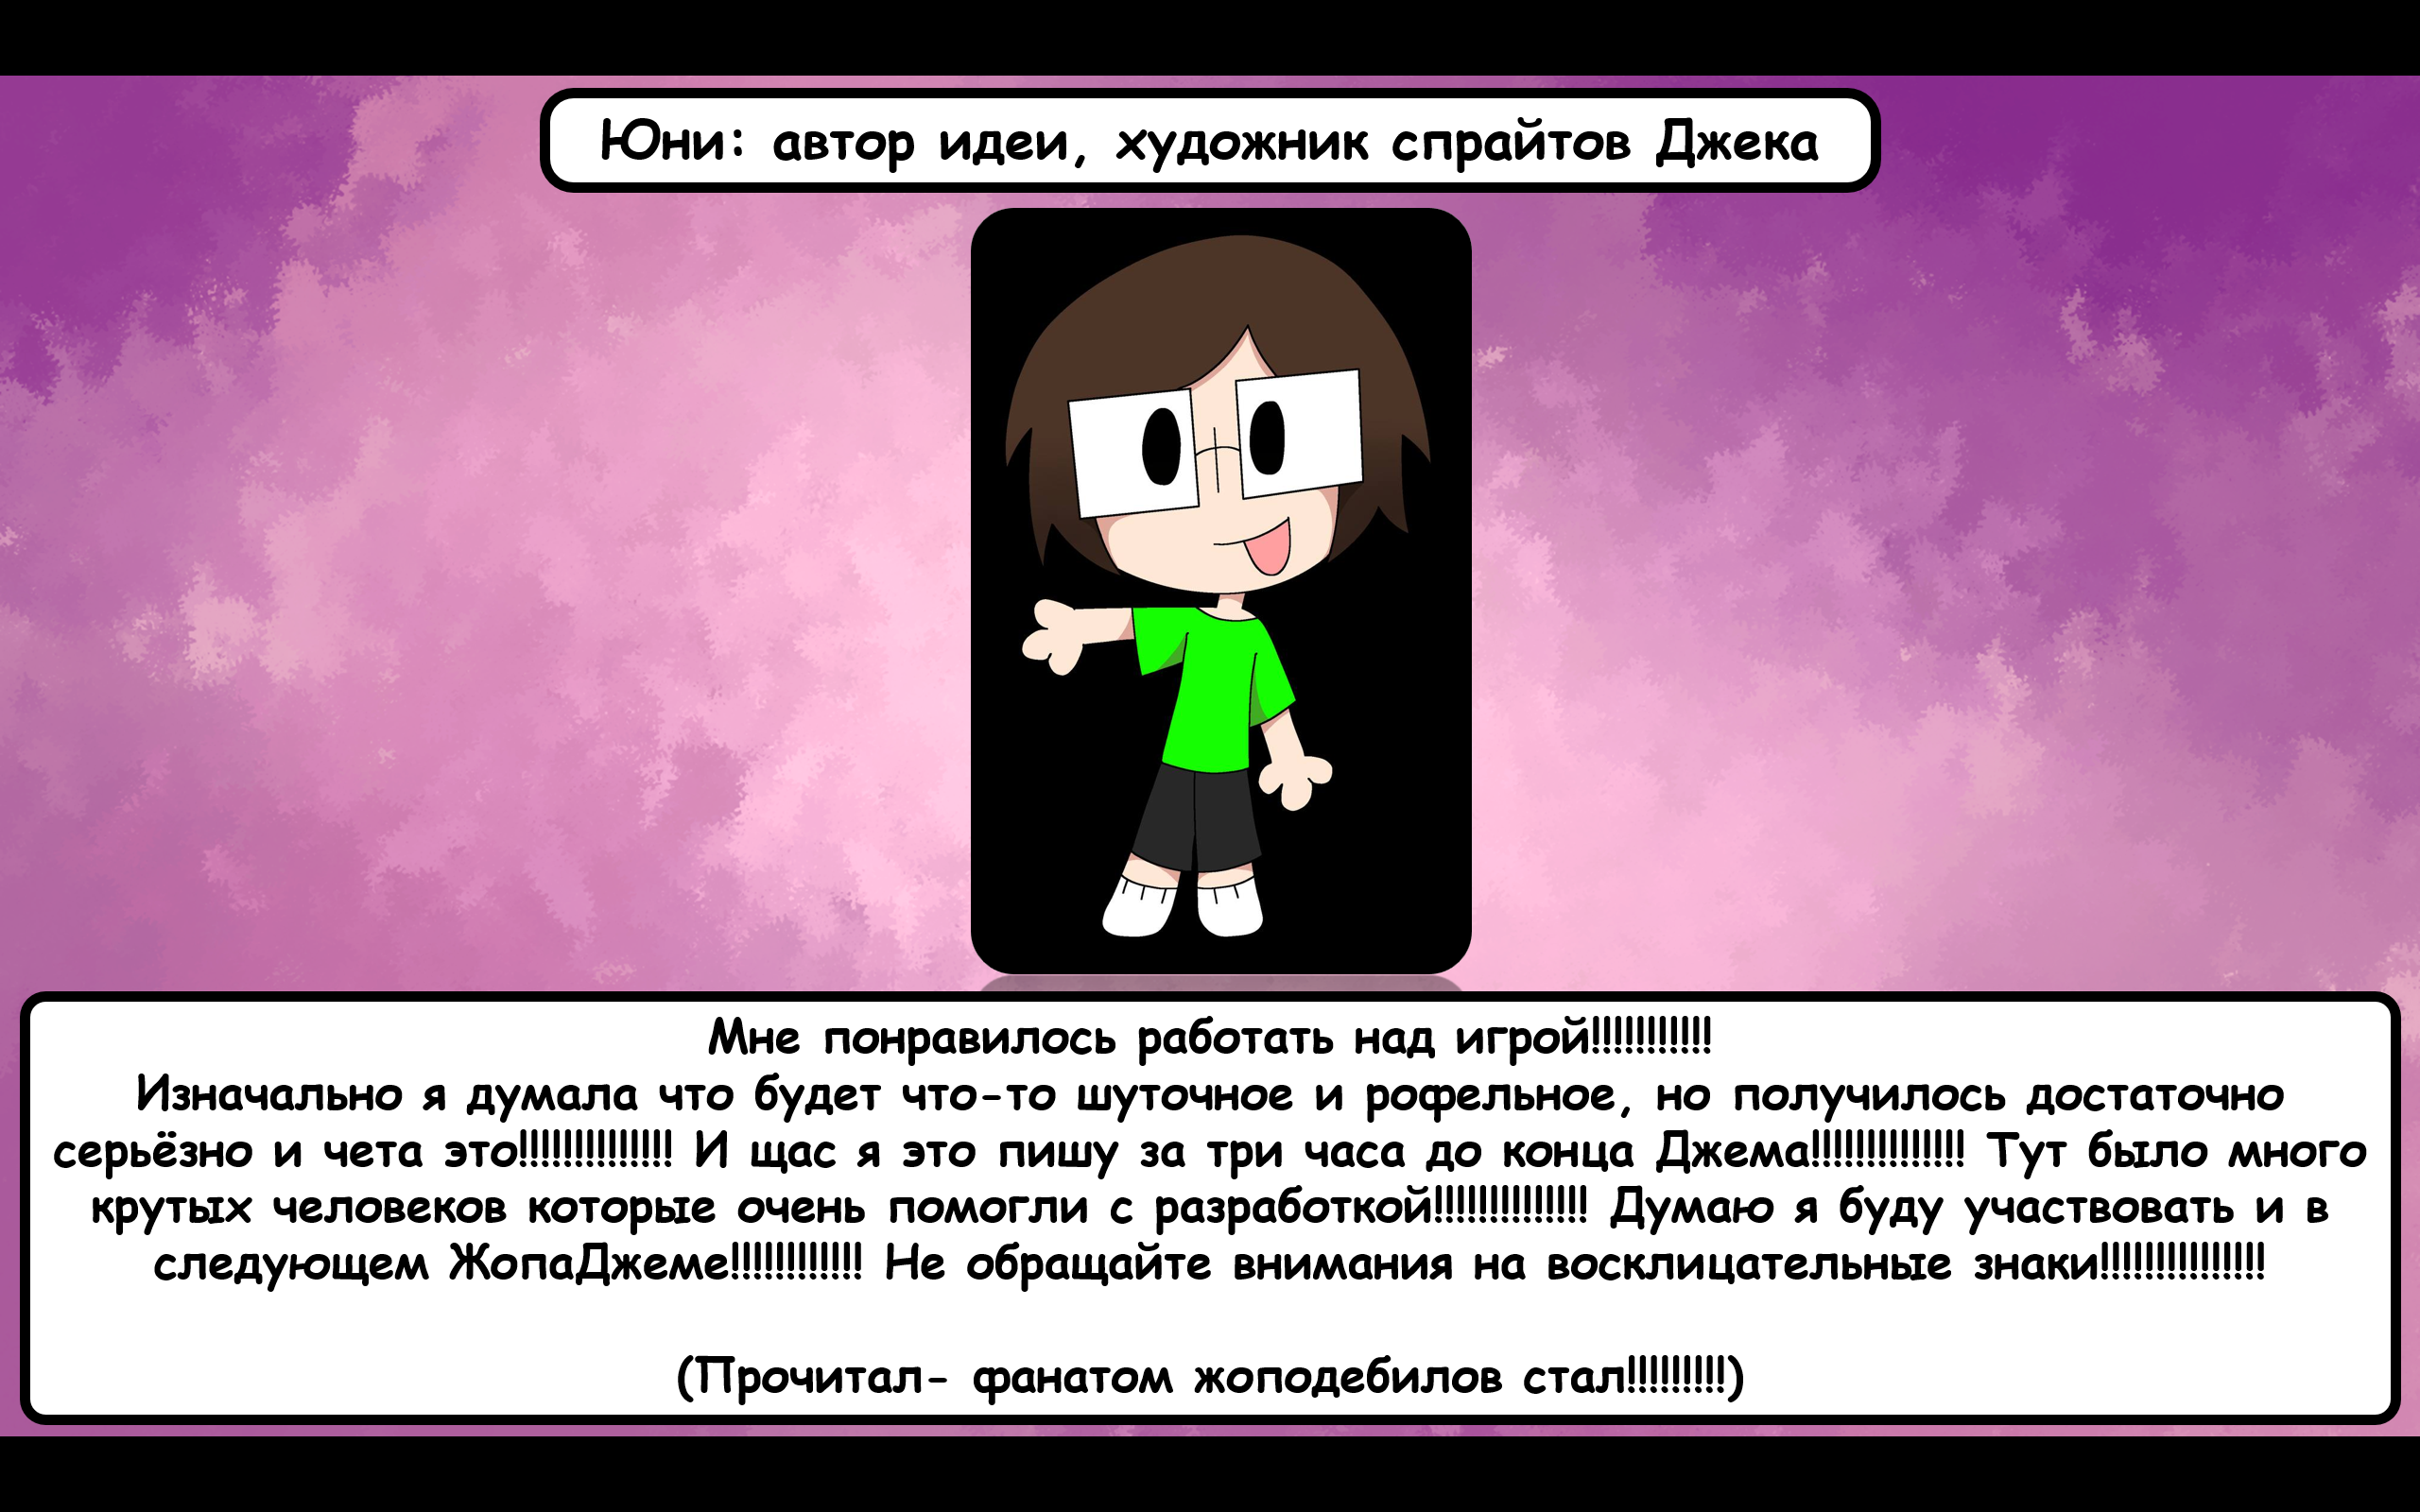 Юни: автор идеи, художник спрайтов Джека
Мне понравилось работать над игрой!!!!!!!!!!!
Изначально я думала что будет что-то шуточное и рофельное, но получилось достаточно
серьёзно и чета это!!!!!!!!!!!!!! И щас я это пишу за три часа до конца Джема!!!!!!!!!!!!!! Тут было много
крутых человеков которые очень помогли с разработкой!!!!!!!!!!!!!! Думаю я буду участвовать и в
следующем ЖопаДжеме!!!!!!!!!!!! Не обращайте внимания на восклицательные знаки!!!!!!!!!!!!!!!
(Прочитал- фанатом жоподебилов стал!!!!!!!!!)